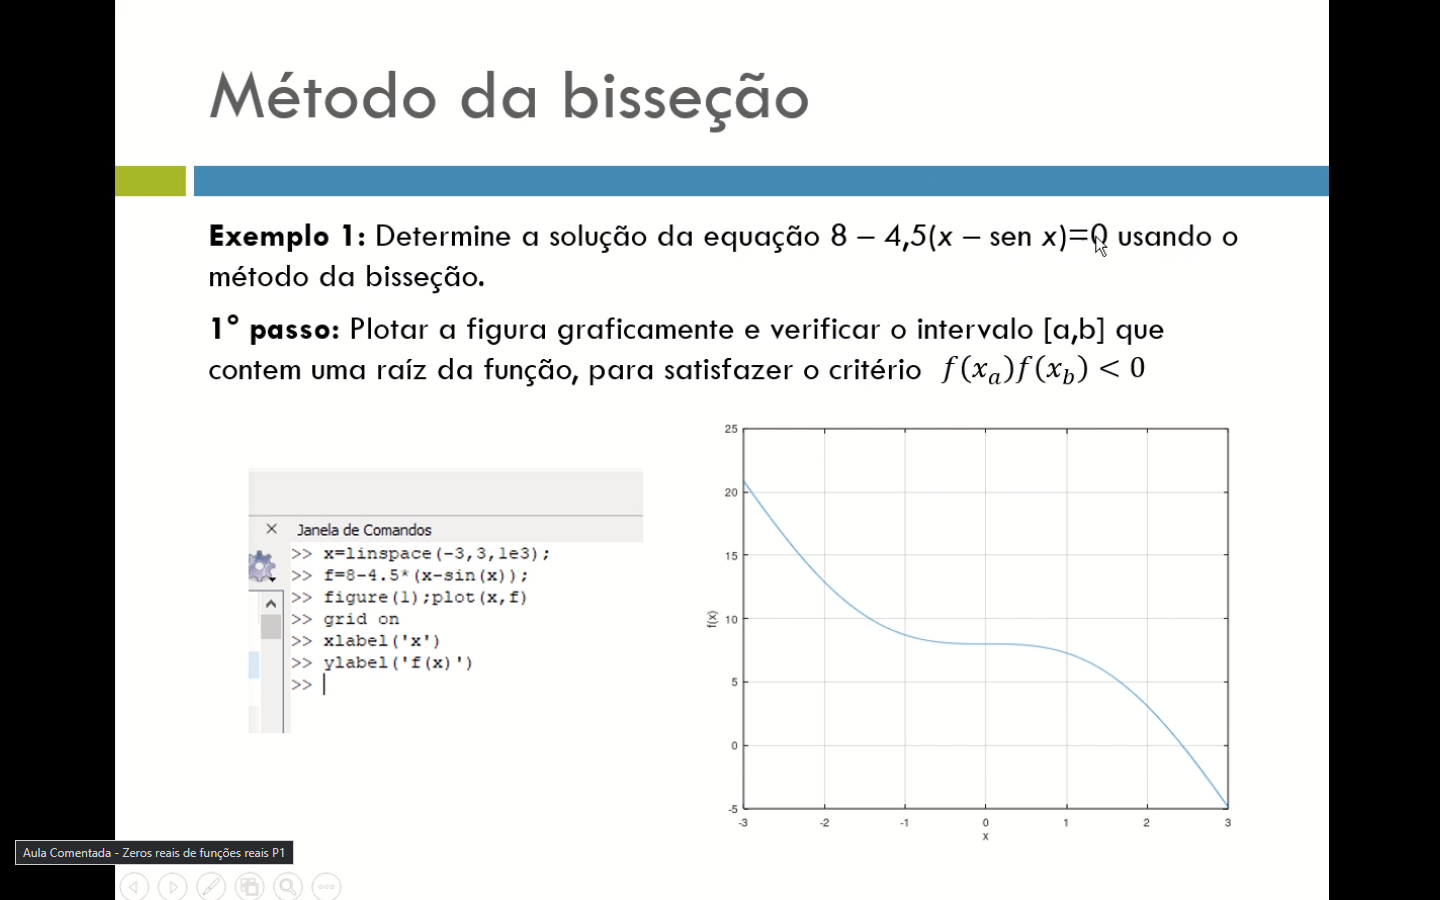 Método da bisseção
Exemplo 1: Determine a solução da equação 8 – 4,5(x – sen x)=0 usando o
método da bisseção.
1° passo: Plotar a figura graficamente e verificar o intervalo [a,b] que
contem uma raíz da função, para satisfazer o critério f(x_a)f(x_b) < 0
Janela de Comandos
>> x=linspace(-3,3,1e3);
>> f=8-4.5*(x-sin(x));
>> figure(1);plot(x,f)
>> grid on
>> xlabel('x')
>> ylabel('f(x)')
>>
25
20
15
10
5
0
-5
f(x)
-3 -2 -1 0 1 2 3
x
Aula Comentada - Zeros reais de funções reais P1